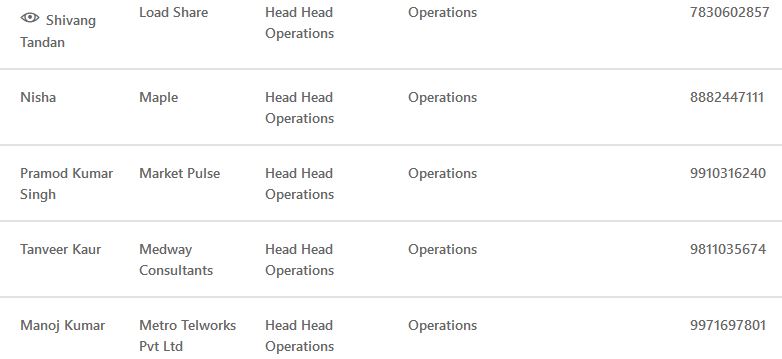 Shivang Tandan Load Share Head Head Operations Operations 7830602857
Nisha Maple Head Head Operations Operations 8882447111
Pramod Kumar Singh Market Pulse Head Head Operations Operations 9910316240
Tanveer Kaur Medway Consultants Head Head Operations Operations 9811035674
Manoj Kumar Metro Telworks Pvt Ltd Head Head Operations Operations 9971697801